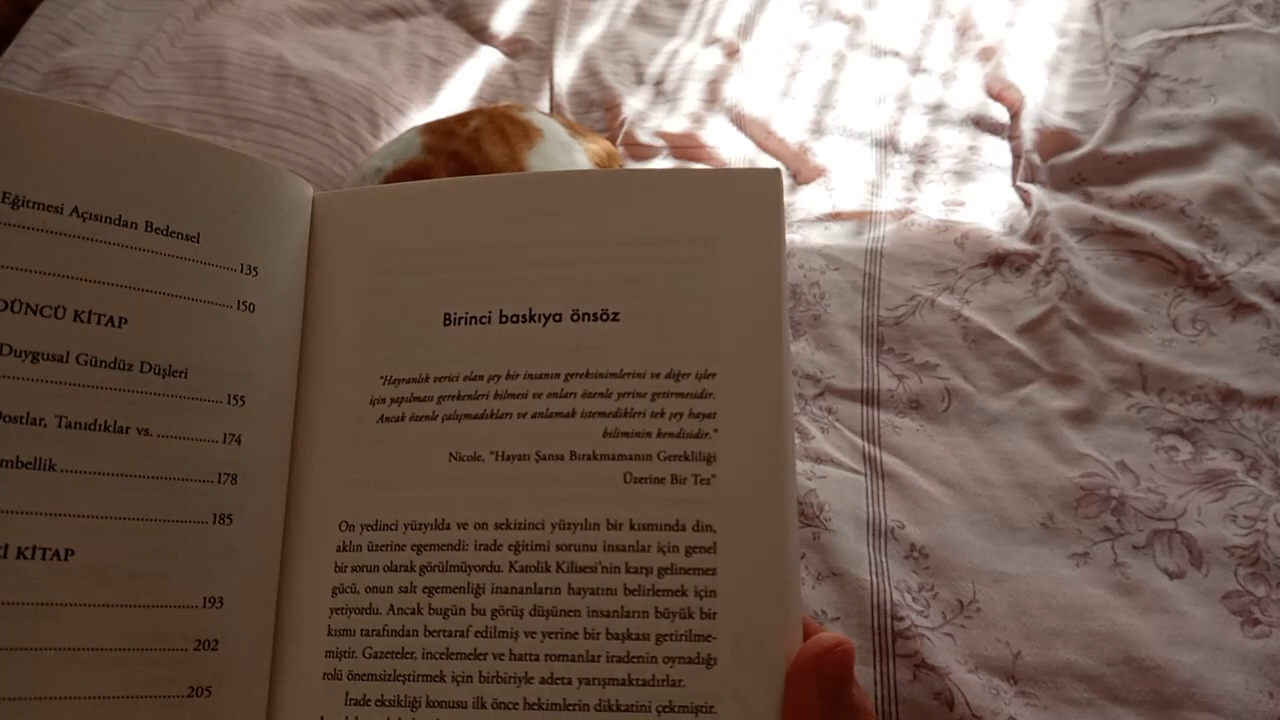 Eğitmesi Açısından Bedensel
........................................135
........................................150
DÜNCÜ KİTAP
Duygusal Gündüz Düşleri
........................................155
Dostlar, Tanıdıklar vs. ..............174
mbellik ................................178
........................................185
İ KİTAP
........................................193
........................................202
........................................205
Birinci baskıya önsöz
"Hayranlık verici olan şey bir insanın gereksinimlerini ve diğer işler
için yapılması gerekenleri bilmesi ve onları özenle yerine getirmesidir.
Ancak özenle çalışmadıkları ve anlamak istemedikleri tek şey hayat
biliminin kendisidir."
Nicole, "Hayatı Şansa Bırakmamanın Gerekliliği
Üzerine Bir Tez"
On yedinci yüzyılda ve on sekizinci yüzyılın bir kısmında din,
aklın üzerine egemendi: irade eğitimi sorunu insanlar için genel
bir sorun olarak görülmüyordu. Katolik Kilisesi'nin karşı gelinemez
gücü, onun salt egemenliği inananların hayatını belirlemek için
yetiyordu. Ancak bugün bu görüş düşünen insanların büyük bir
kısmı tarafından bertaraf edilmiş ve yerine bir başkası getirilme-
miştir. Gazeteler, incelemeler ve hatta romanlar iradenin oynadığı
rolü önemsizleştirmek için birbiriyle adeta yarışmaktadırlar.
İrade eksikliği konusu ilk önce hekimlerin dikkatini çekmiştir.